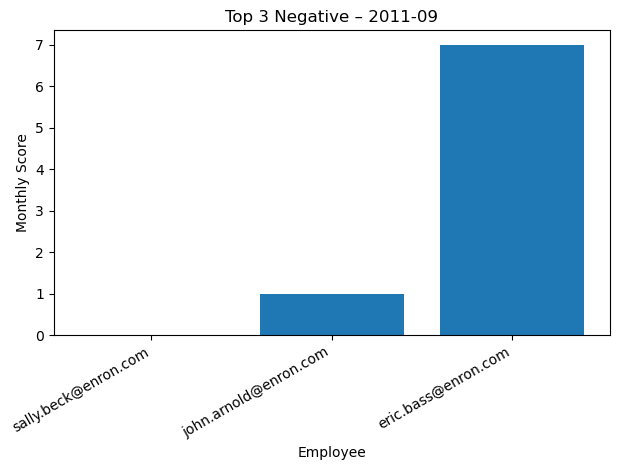 Top 3 Negative – 2011-09
Monthly Score
7
6
5
4
3
2
1
0
sally.beck@enron.com
john.arnold@enron.com
eric.bass@enron.com
Employee